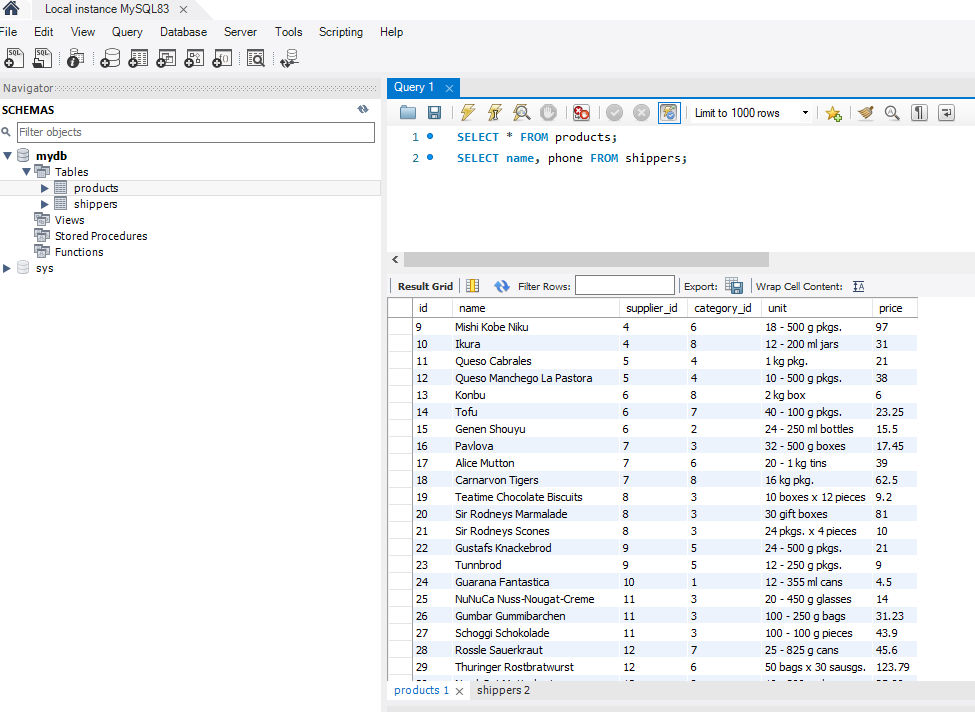 Local instance MySQL83
File Edit View Query Database Server Tools Scripting Help
Navigator
SCHEMAS
Filter objects
mydb
Tables
products
shippers
Views
Stored Procedures
Functions
sys
Query 1
Limit to 1000 rows
1 SELECT * FROM products;
2 SELECT name, phone FROM shippers;
Result Grid Filter Rows: Export: Wrap Cell Content:
id name supplier_id category_id unit price
9 Mishi Kobe Niku 4 6 18 - 500 g pkgs. 97
10 Ikura 4 8 12 - 200 ml jars 31
11 Queso Cabrales 5 4 1 kg pkg. 21
12 Queso Manchego La Pastora 5 4 10 - 500 g pkgs. 38
13 Konbu 6 8 2 kg box 6
14 Tofu 6 7 40 - 100 g pkgs. 23.25
15 Genen Shouyu 6 2 24 - 250 ml bottles 15.5
16 Pavlova 7 3 32 - 500 g boxes 17.45
17 Alice Mutton 7 6 20 - 1 kg tins 39
18 Carnarvon Tigers 7 8 16 kg pkg. 62.5
19 Teatime Chocolate Biscuits 8 3 10 boxes x 12 pieces 9.2
20 Sir Rodneys Marmalade 8 3 30 gift boxes 81
21 Sir Rodneys Scones 8 3 24 pkgs. x 4 pieces 10
22 Gustafs Knackebrod 9 5 24 - 500 g pkgs. 21
23 Tunnbrod 9 5 12 - 250 g pkgs. 9
24 Guarana Fantastica 10 1 12 - 355 ml cans 4.5
25 NuNuCa Nuss-Nougat-Creme 11 3 20 - 450 g glasses 14
26 Gumbar Gummibarchen 11 3 100 - 250 g bags 31.23
27 Schoggi Schokolade 11 3 100 - 100 g pieces 43.9
28 Rossle Sauerkraut 12 7 25 - 825 g cans 45.6
29 Thuringer Rostbratwurst 12 6 50 bags x 30 sausgs. 123.79
products 1 shippers 2